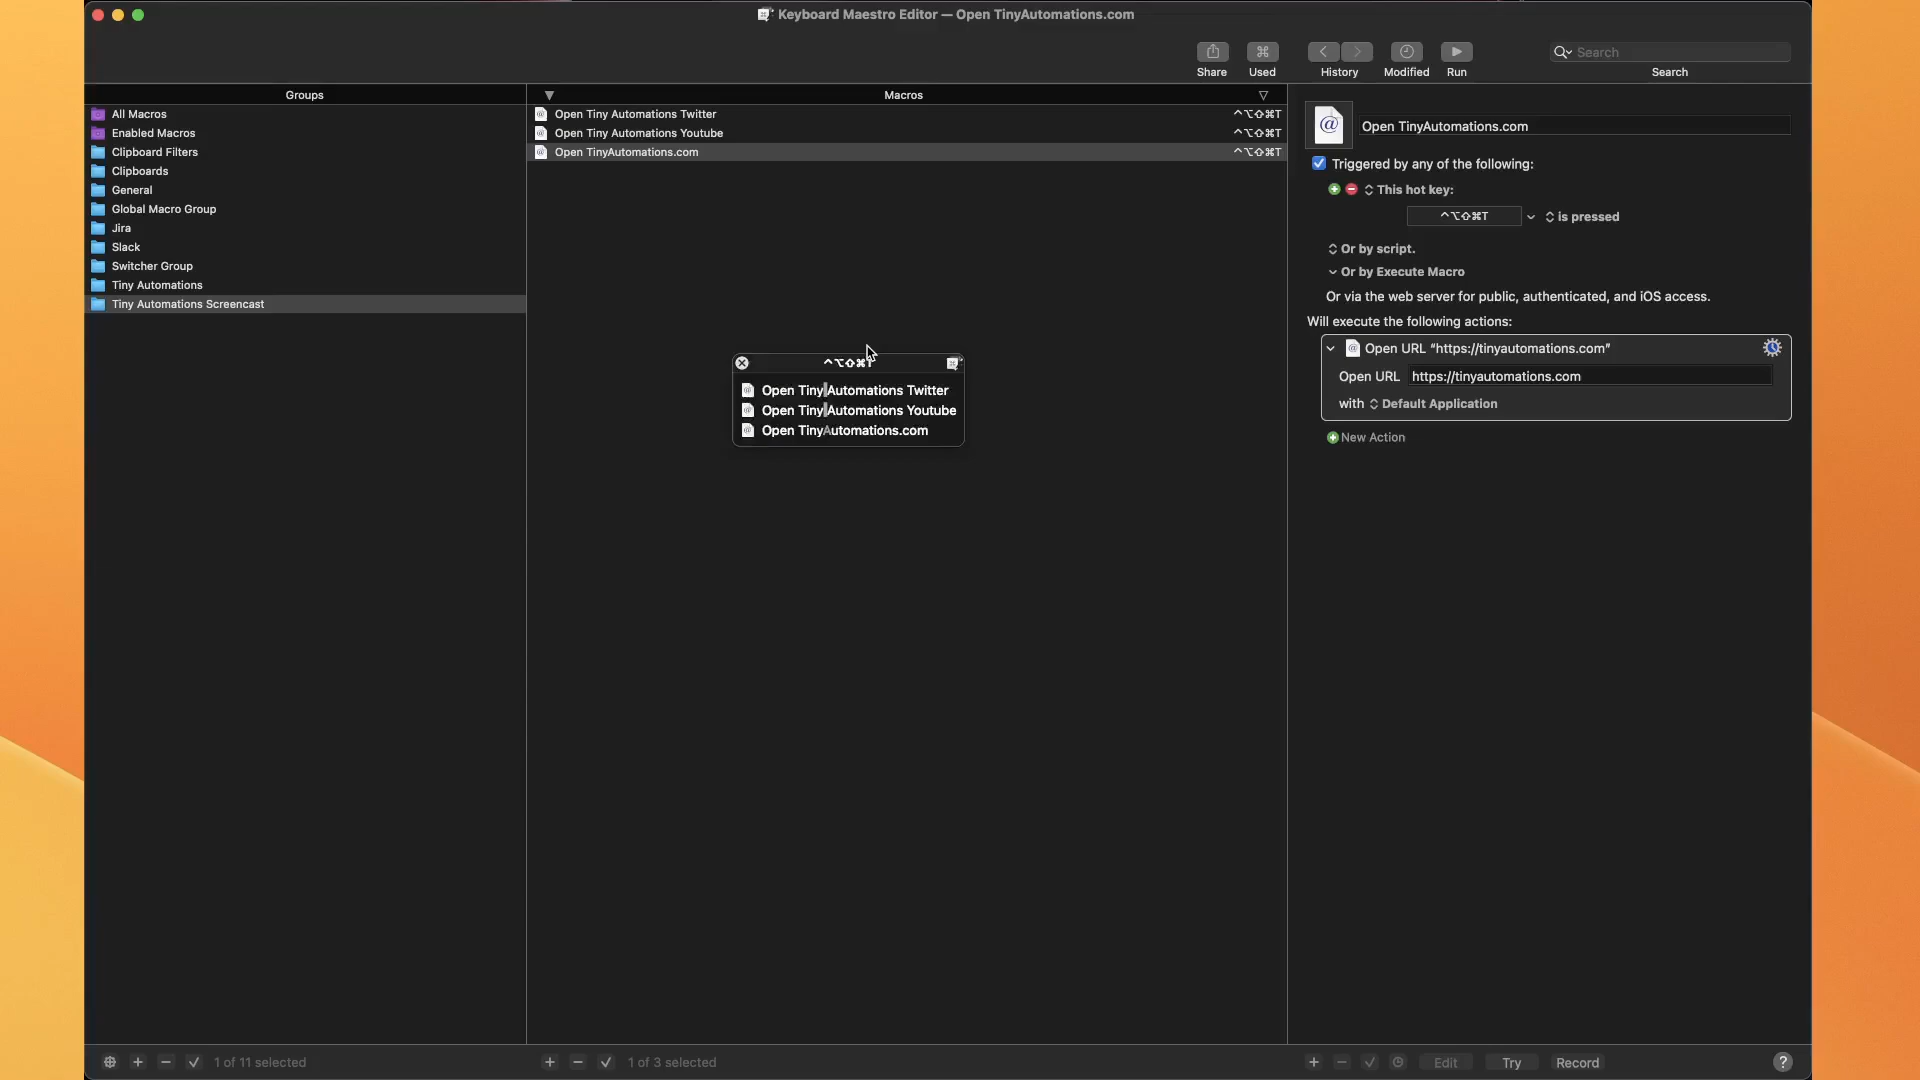 Keyboard Maestro Editor — Open TinyAutomations.com
Share
Used
History
Modified
Run
Search
Search
Groups
All Macros
Enabled Macros
Clipboard Filters
Clipboards
General
Global Macro Group
Jira
Slack
Switcher Group
Tiny Automations
Tiny Automations Screencast
1 of 11 selected
Macros
Open Tiny Automations Twitter ⌃⌥⇧⌘T
Open Tiny Automations Youtube ⌃⌥⇧⌘T
Open TinyAutomations.com ⌃⌥⇧⌘T
⌃⌥⇧⌘T
Open Tiny Automations Twitter
Open Tiny Automations Youtube
Open TinyAutomations.com
1 of 3 selected
Open TinyAutomations.com
Triggered by any of the following:
This hot key:
⌃⌥⇧⌘T is pressed
Or by script.
Or by Execute Macro
Or via the web server for public, authenticated, and iOS access.
Will execute the following actions:
Open URL “https://tinyautomations.com”
Open URL https://tinyautomations.com
with Default Application
New Action
Edit
Try
Record
?